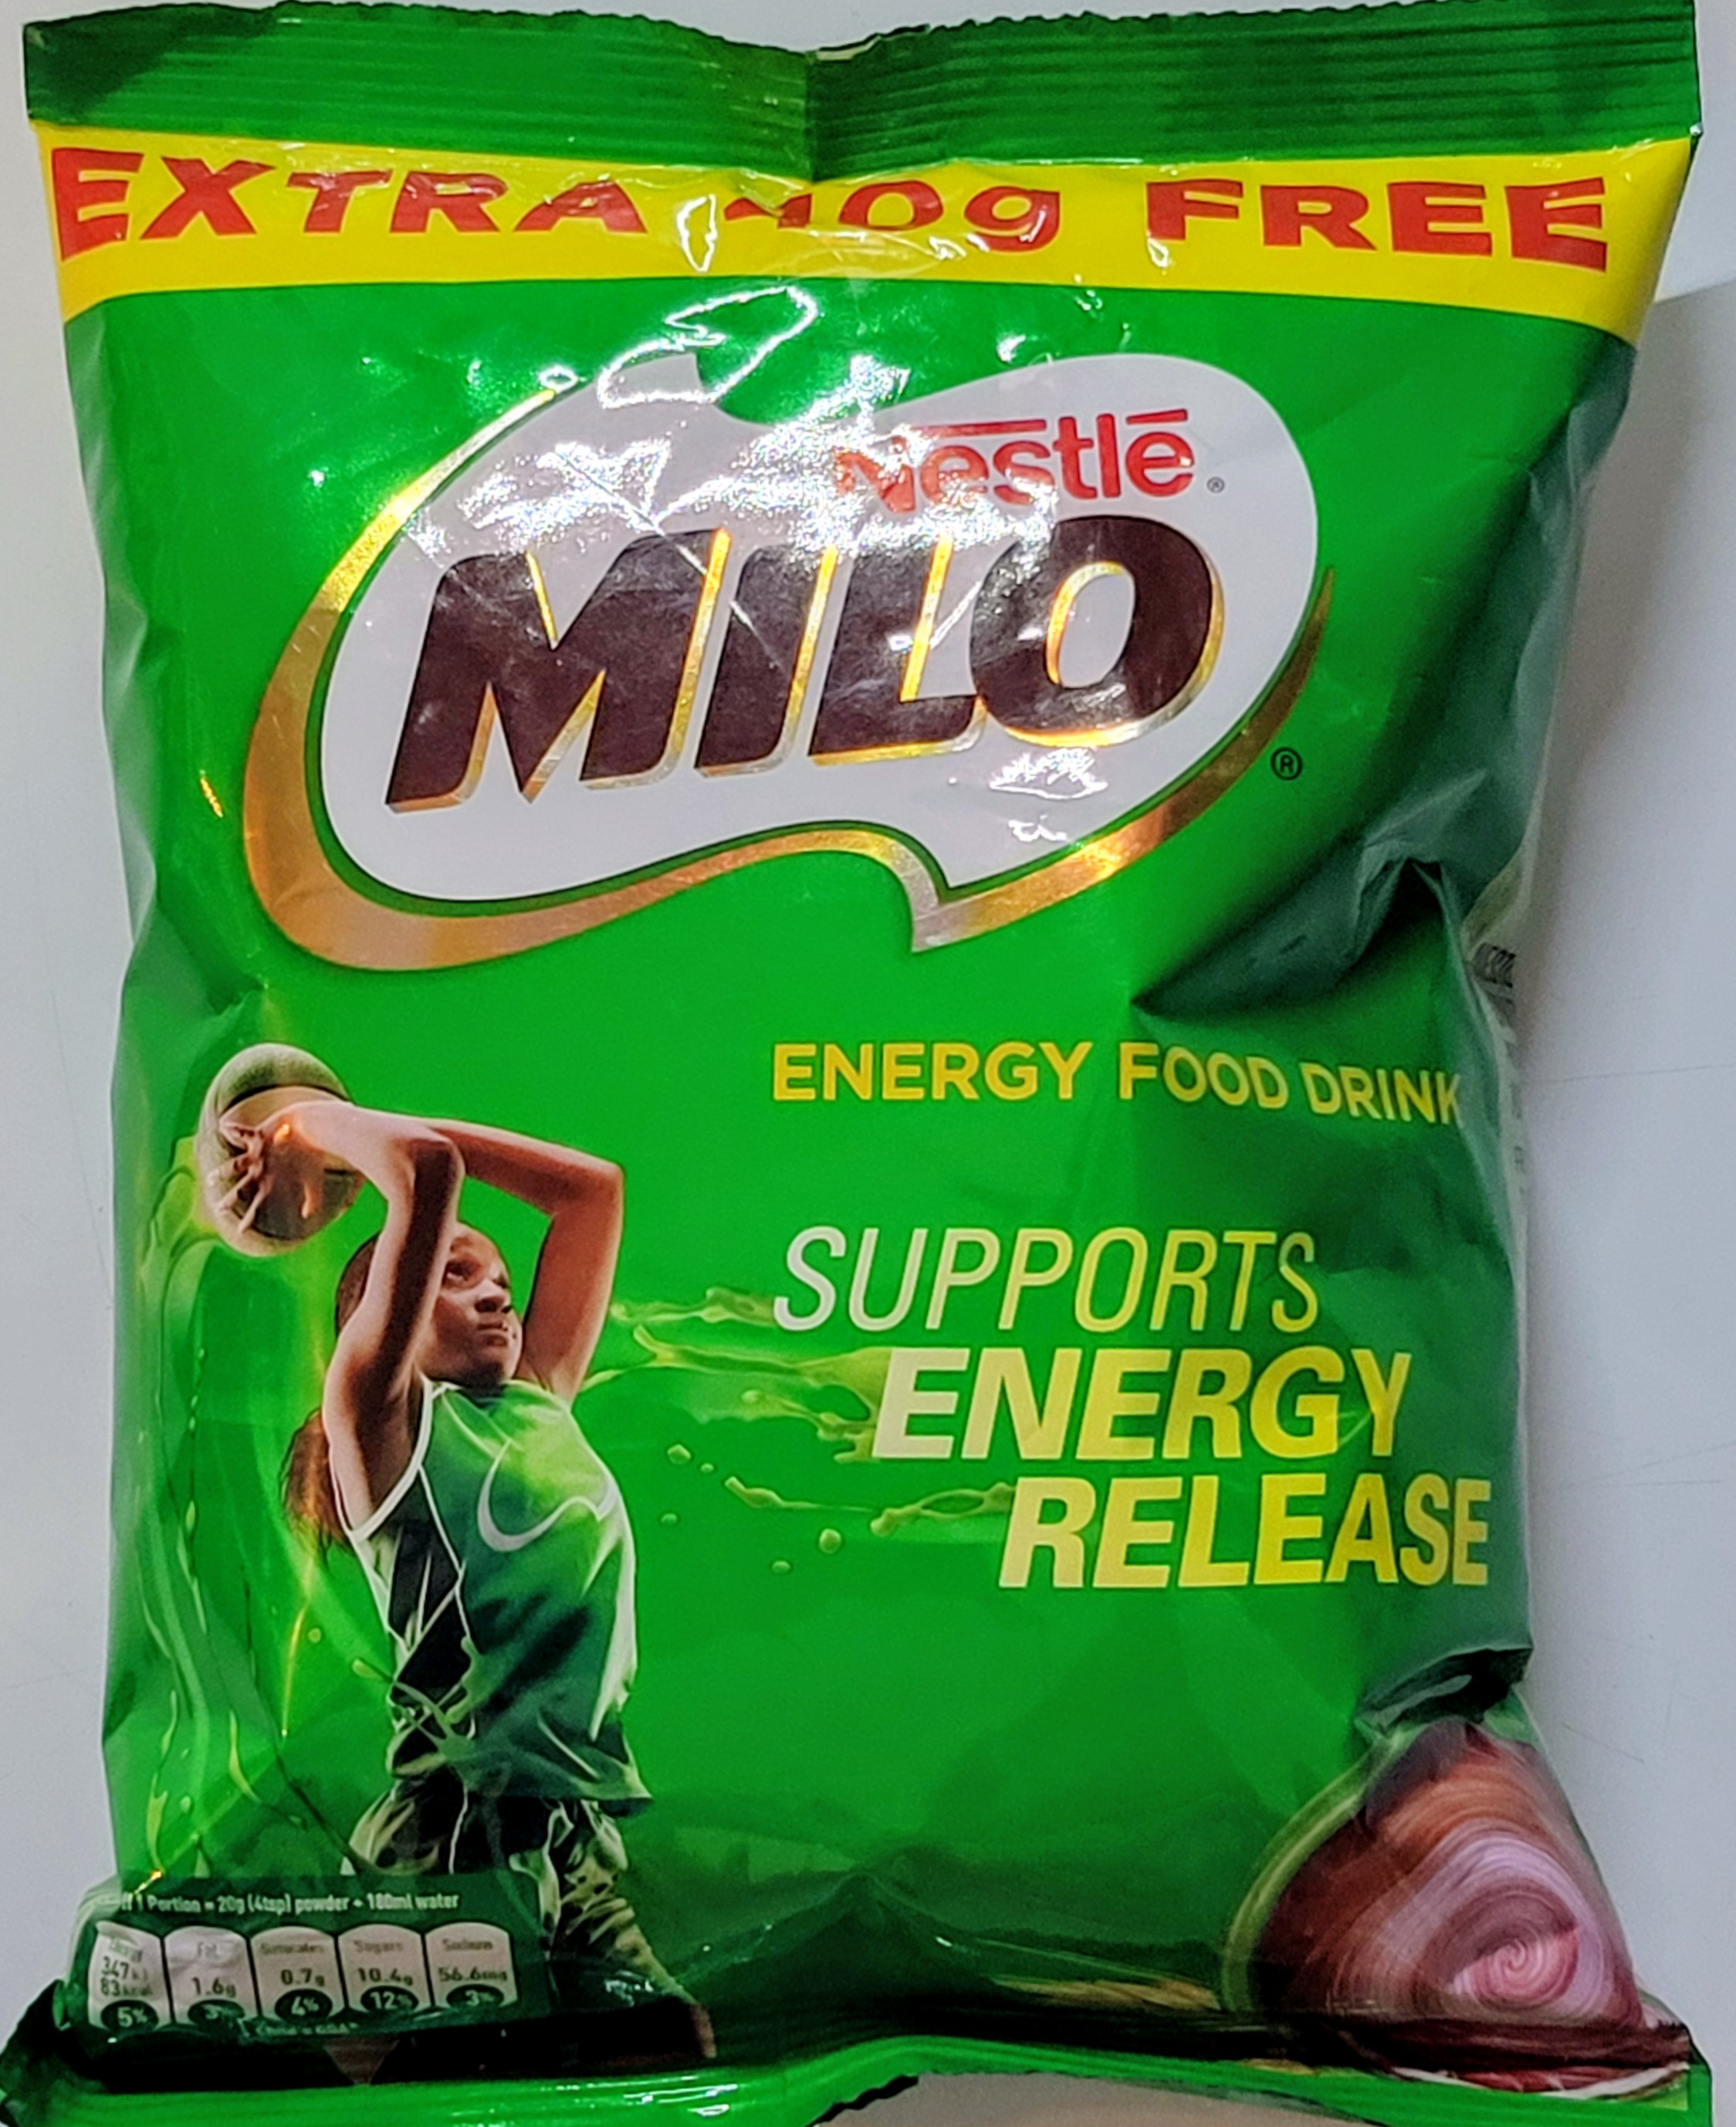 EXTRA 40g FREE
Nestlé®
MILO
®
ENERGY FOOD DRINK
SUPPORTS
ENERGY
RELEASE
1 Portion = 20g (4tsp) powder + 180ml water
Fat Saturates Sugars Sodium
347kJ
83kcal 1.6g 0.7g 10.4g 56.6mg
5% 3% 4% 12% 3%